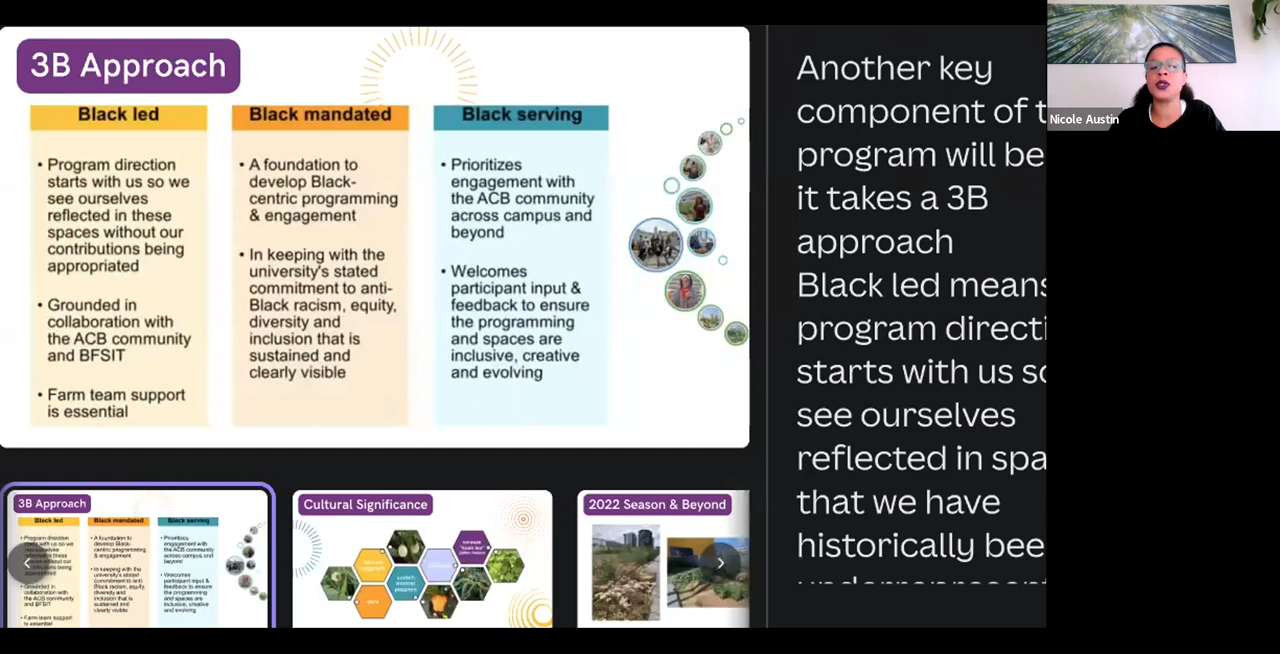 3B Approach
Black led
• Program direction
starts with us so we
see ourselves
reflected in these
spaces without our
contributions being
appropriated
• Grounded in
collaboration with
the ACB community
and BFSIT
• Farm team support
is essential
Black mandated
• A foundation to
develop Black-
centric programming
& engagement
• In keeping with the
university's stated
commitment to anti-
Black racism, equity,
diversity and
inclusion that is
sustained and
clearly visible
Black serving
• Prioritizes
engagement with
the ACB community
across campus and
beyond
• Welcomes
participant input &
feedback to ensure
the programming
and spaces are
inclusive, creative
and evolving
Another key
component of t
program will be
it takes a 3B
approach
Black led means
program directi
starts with us so
see ourselves
reflected in spa
that we have
historically bee
Nicole Austin
3B Approach
Black led
Black mandated
Black serving
Cultural Significance
2022 Season & Beyond